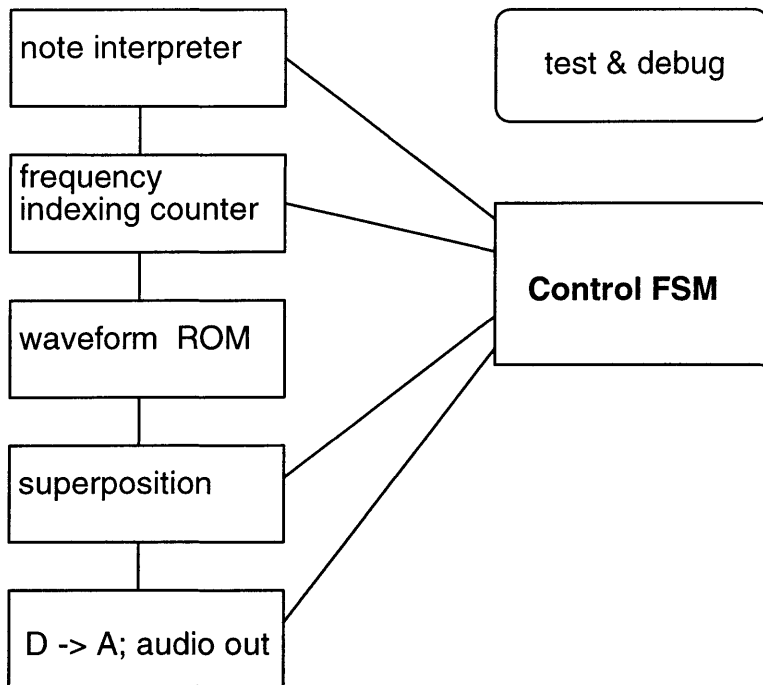 note interpreter
test & debug
frequency
indexing counter
Control FSM
waveform ROM
superposition
D -> A; audio out